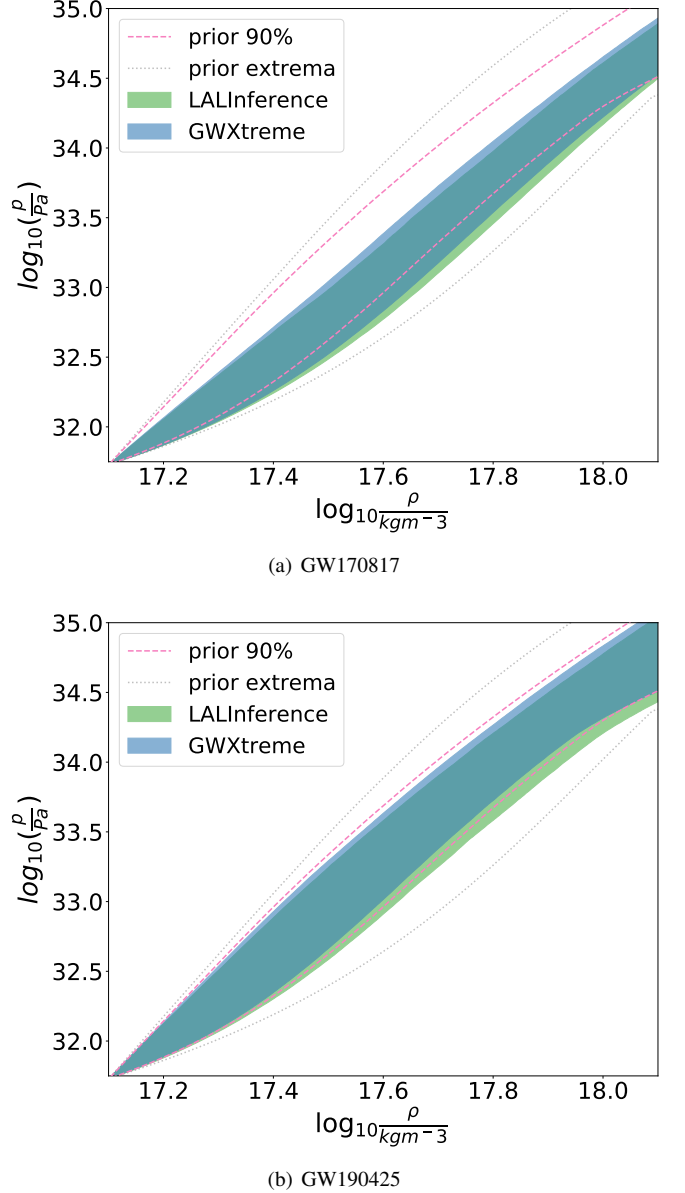 35.0
prior 90%
prior extrema
34.5
LALInference
GWXtreme
34.0
log10(p/Pa)
33.5
33.0
32.5
32.0
17.2 17.4 17.6 17.8 18.0
log10 ρ/kgm−3
(a) GW170817
35.0
prior 90%
prior extrema
34.5
LALInference
GWXtreme
34.0
log10(p/Pa)
33.5
33.0
32.5
32.0
17.2 17.4 17.6 17.8 18.0
log10 ρ/kgm−3
(b) GW190425